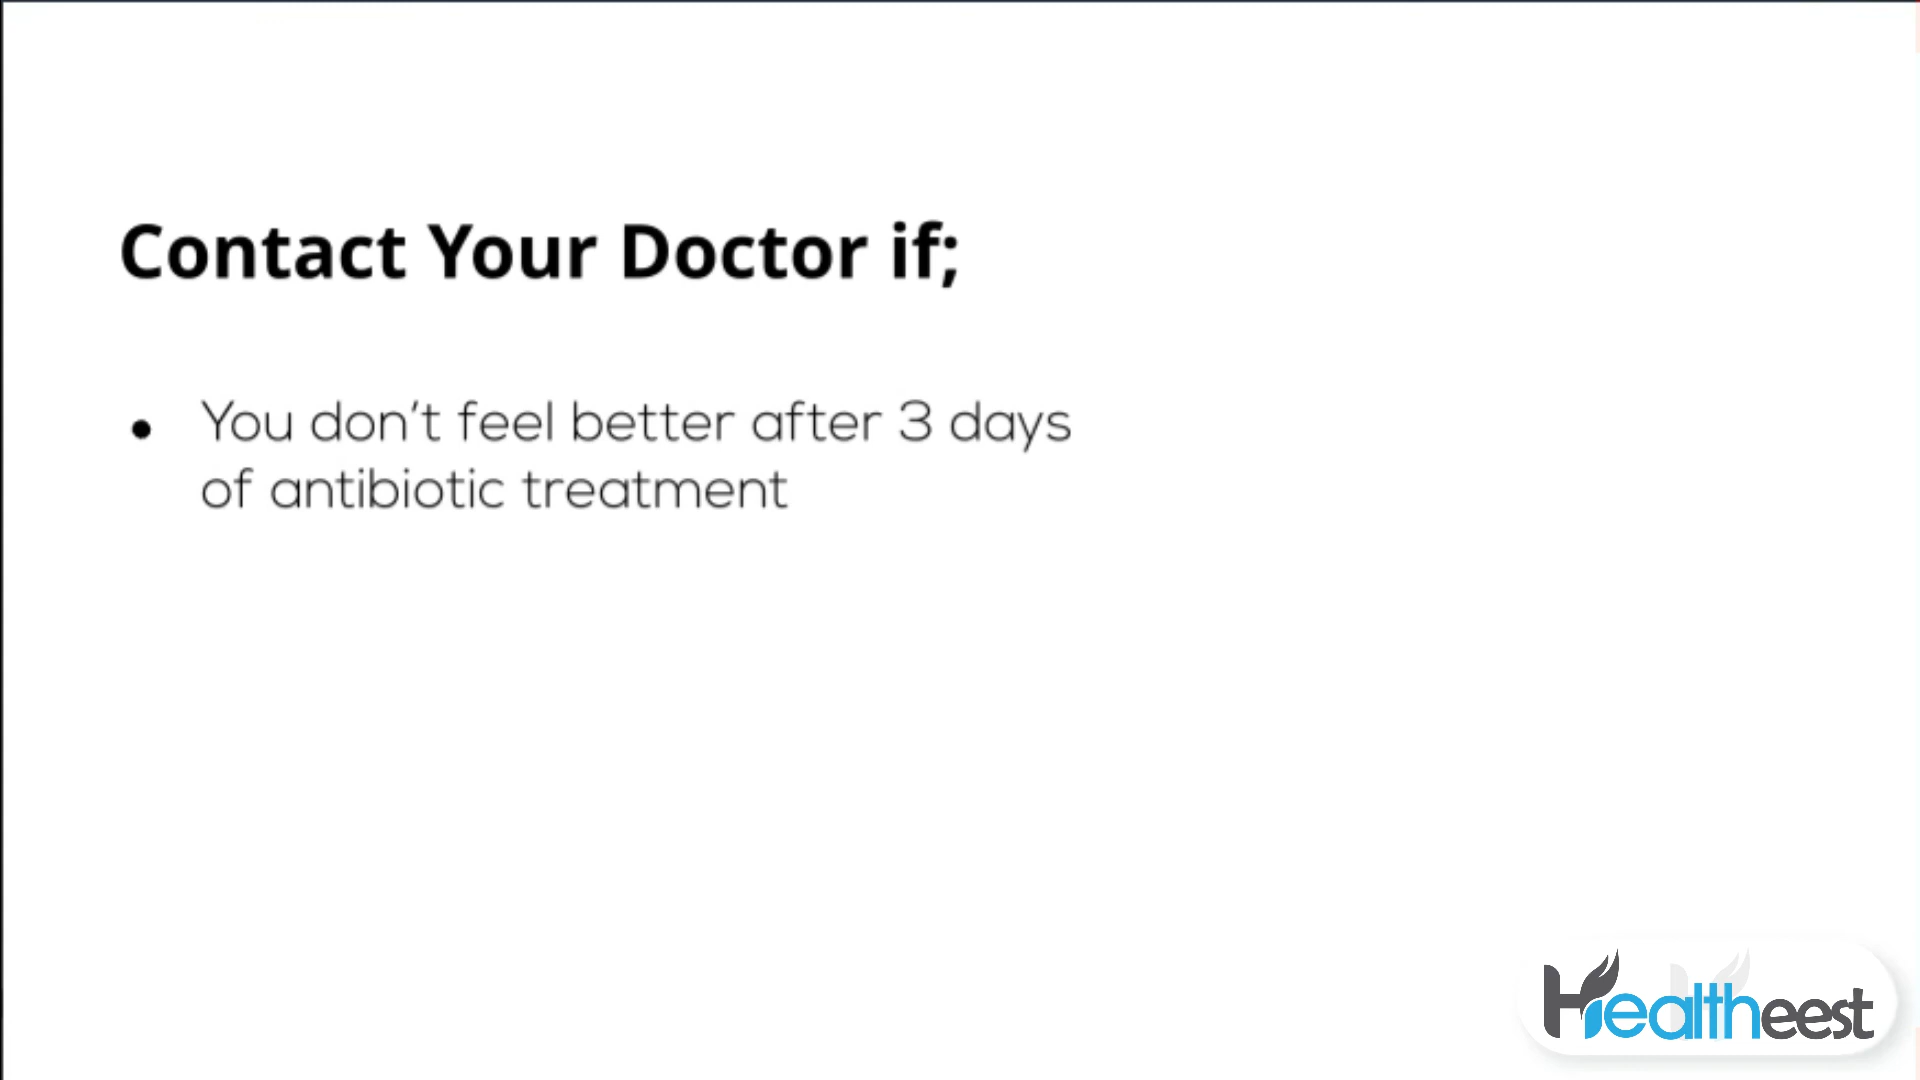 Contact Your Doctor if;
● You don't feel better after 3 days
of antibiotic treatment
Healtheest